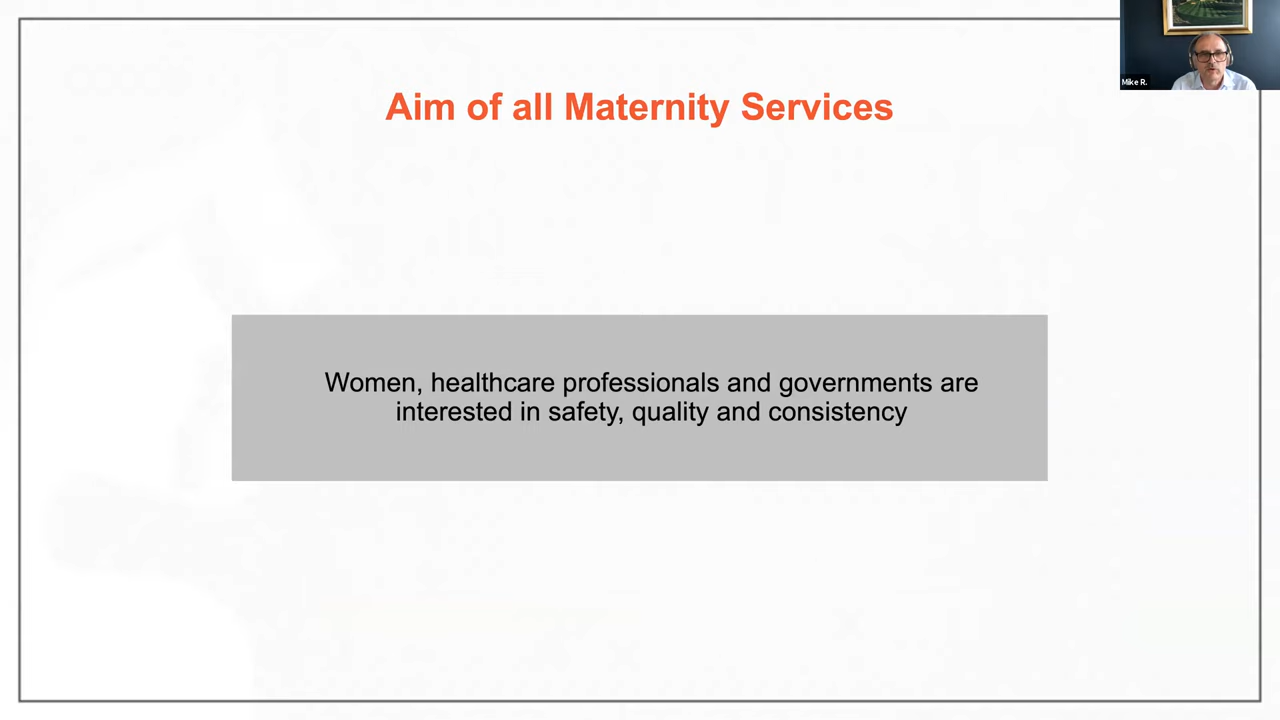 Aim of all Maternity Services
Women, healthcare professionals and governments are
interested in safety, quality and consistency
Mike R.